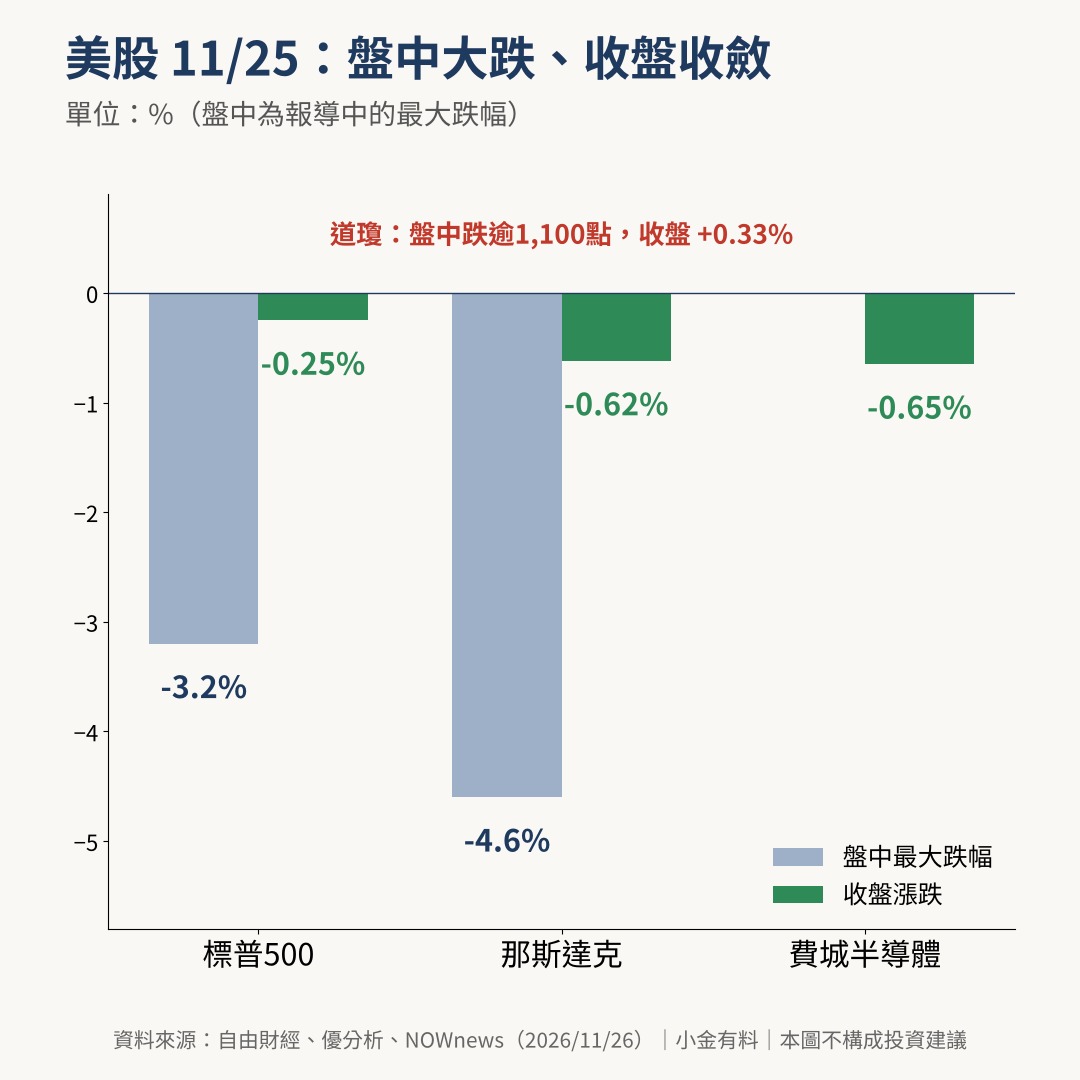 美股 11/25：盤中大跌、收盤收斂
單位：%（盤中為報導中的最大跌幅）
道瓊：盤中跌逾1,100點，收盤 +0.33%
0
−1
−2
−3
−4
−5
-0.25%
-0.62%
-0.65%
-3.2%
-4.6%
盤中最大跌幅
收盤漲跌
標普500
那斯達克
費城半導體
資料來源：自由財經、優分析、NOWnews（2026/11/26）｜小金有料｜本圖不構成投資建議